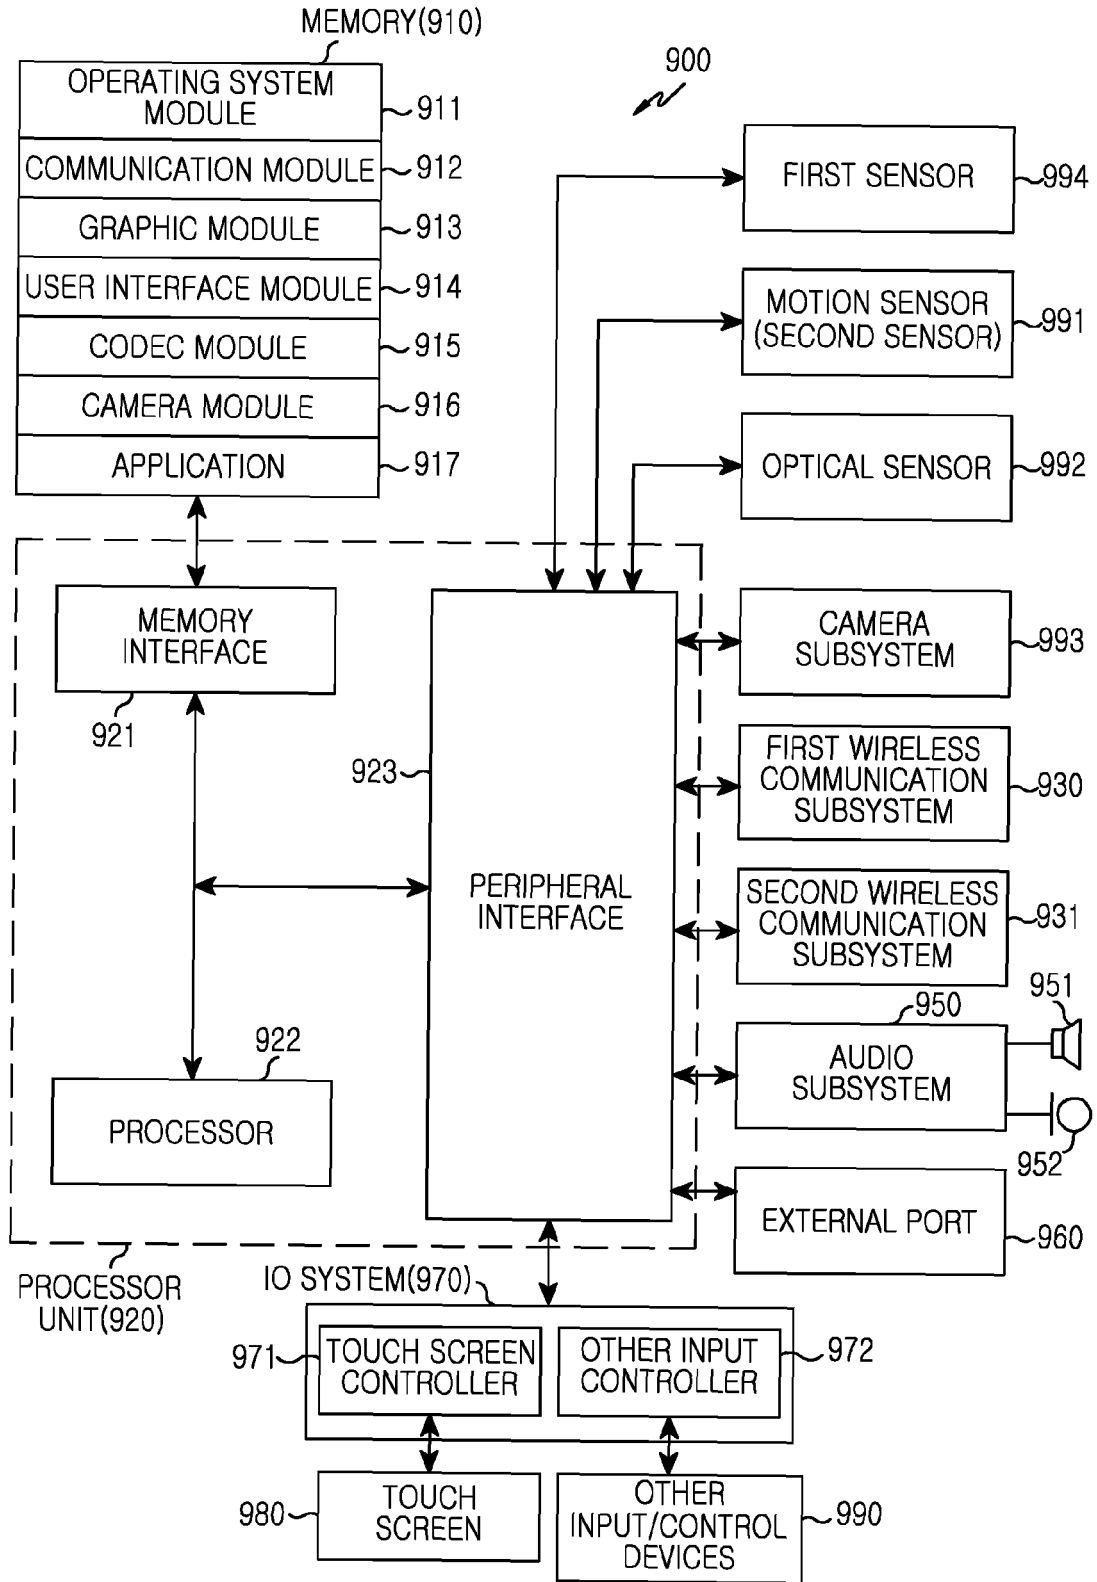 MEMORY(910)
900
OPERATING SYSTEM
MODULE
911
COMMUNICATION MODULE
912
GRAPHIC MODULE
913
USER INTERFACE MODULE
914
CODEC MODULE
915
CAMERA MODULE
916
APPLICATION
917
FIRST SENSOR
994
MOTION SENSOR
(SECOND SENSOR)
991
OPTICAL SENSOR
992
MEMORY
INTERFACE
921
923
PERIPHERAL
INTERFACE
922
PROCESSOR
PROCESSOR
UNIT(920)
CAMERA
SUBSYSTEM
993
FIRST WIRELESS
COMMUNICATION
SUBSYSTEM
930
SECOND WIRELESS
COMMUNICATION
SUBSYSTEM
931
950
951
AUDIO
SUBSYSTEM
952
EXTERNAL PORT
960
IO SYSTEM(970)
971
TOUCH SCREEN
CONTROLLER
OTHER INPUT
CONTROLLER
972
980
TOUCH
SCREEN
OTHER
INPUT/CONTROL
DEVICES
990